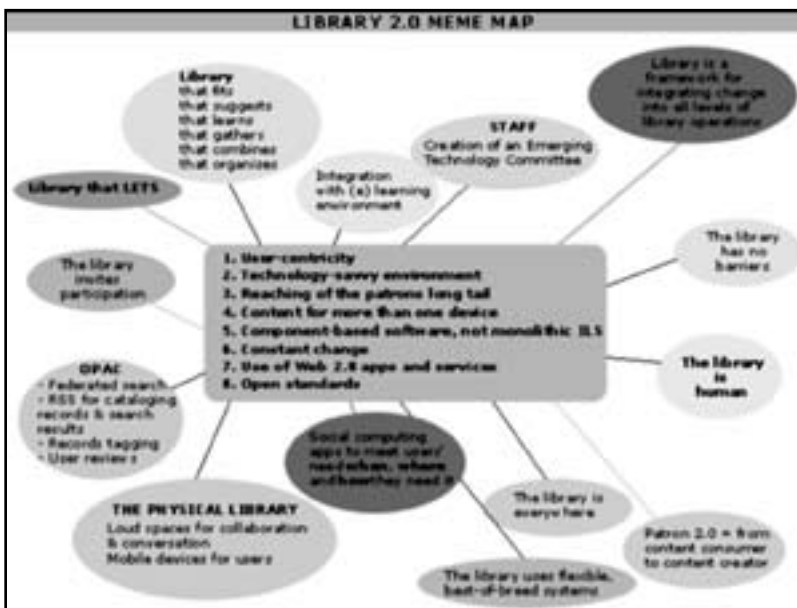 LIBRARY 2.0 MEME MAP
Library
that fits
that suggests
that learns
that gathers
that combines
that organizes
STAFF
Creation of an Emerging
Technology Committee
Library is a
framework for
integrating change
into all levels of
library operations
Library that LETS
Integration
with (a) learning
environment
The library
has no
barriers
The library
invites
participation
1. User-centricity
2. Technology-savvy environment
3. Reaching of the patrons long tail
4. Content for more than one device
5. Component-based software, not monolithic ILS
6. Constant change
7. Use of Web 2.0 apps and services
8. Open standards
The library
is
human
OPAC
- Federated search
- RSS for cataloging
records & search
results
- Records tagging
- User reviews
Social computing
apps to meet users'
need when, where
and how they need it
THE PHYSICAL LIBRARY
Loud spaces for collaboration
& conversation
Mobile devices for users
The library is
everywhere
Patron 2.0 = from
content consumer
to content creator
The library uses flexible,
best-of-breed systems